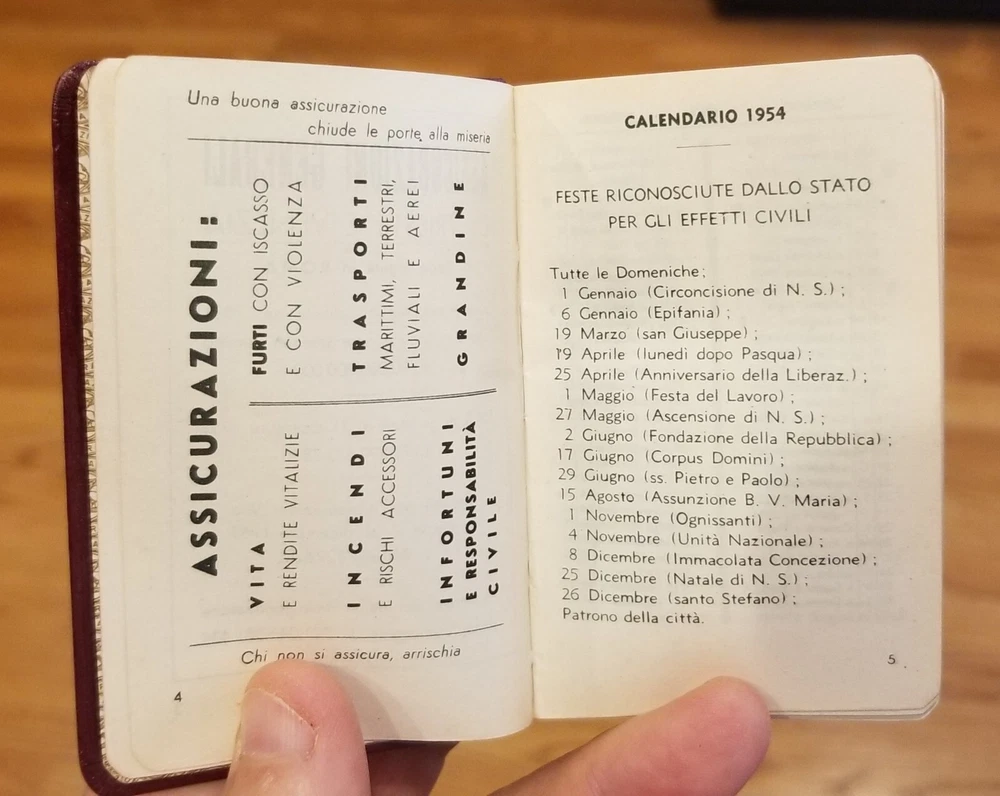 Una buona assicurazione
chiude le porte alla miseria
ASSICURAZIONI:
VITA
E RENDITE VITALIZIE
INCENDI
E RISCHI ACCESSORI
INFORTUNI
E RESPONSABILITÀ
CIVILE
FURTI CON ISCASSO
E CON VIOLENZA
TRASPORTI
MARITTIMI, TERRESTRI,
FLUVIALI E AEREI
GRANDINE
Chi non si assicura, arrischia
4
CALENDARIO 1954
FESTE RICONOSCIUTE DALLO STATO
PER GLI EFFETTI CIVILI
Tutte le Domeniche;
1 Gennaio (Circoncisione di N. S.) ;
6 Gennaio (Epifania) ;
19 Marzo (san Giuseppe) ;
19 Aprile (lunedì dopo Pasqua) ;
25 Aprile (Anniversario della Liberaz.) ;
1 Maggio (Festa del Lavoro) ;
27 Maggio (Ascensione di N. S.) ;
2 Giugno (Fondazione della Repubblica) ;
17 Giugno (Corpus Domini) ;
29 Giugno (ss. Pietro e Paolo) ;
15 Agosto (Assunzione B. V. Maria) ;
1 Novembre (Ognissanti) ;
4 Novembre (Unità Nazionale) ;
8 Dicembre (Immacolata Concezione) ;
25 Dicembre (Natale di N. S.) ;
26 Dicembre (santo Stefano) ;
Patrono della città.
5